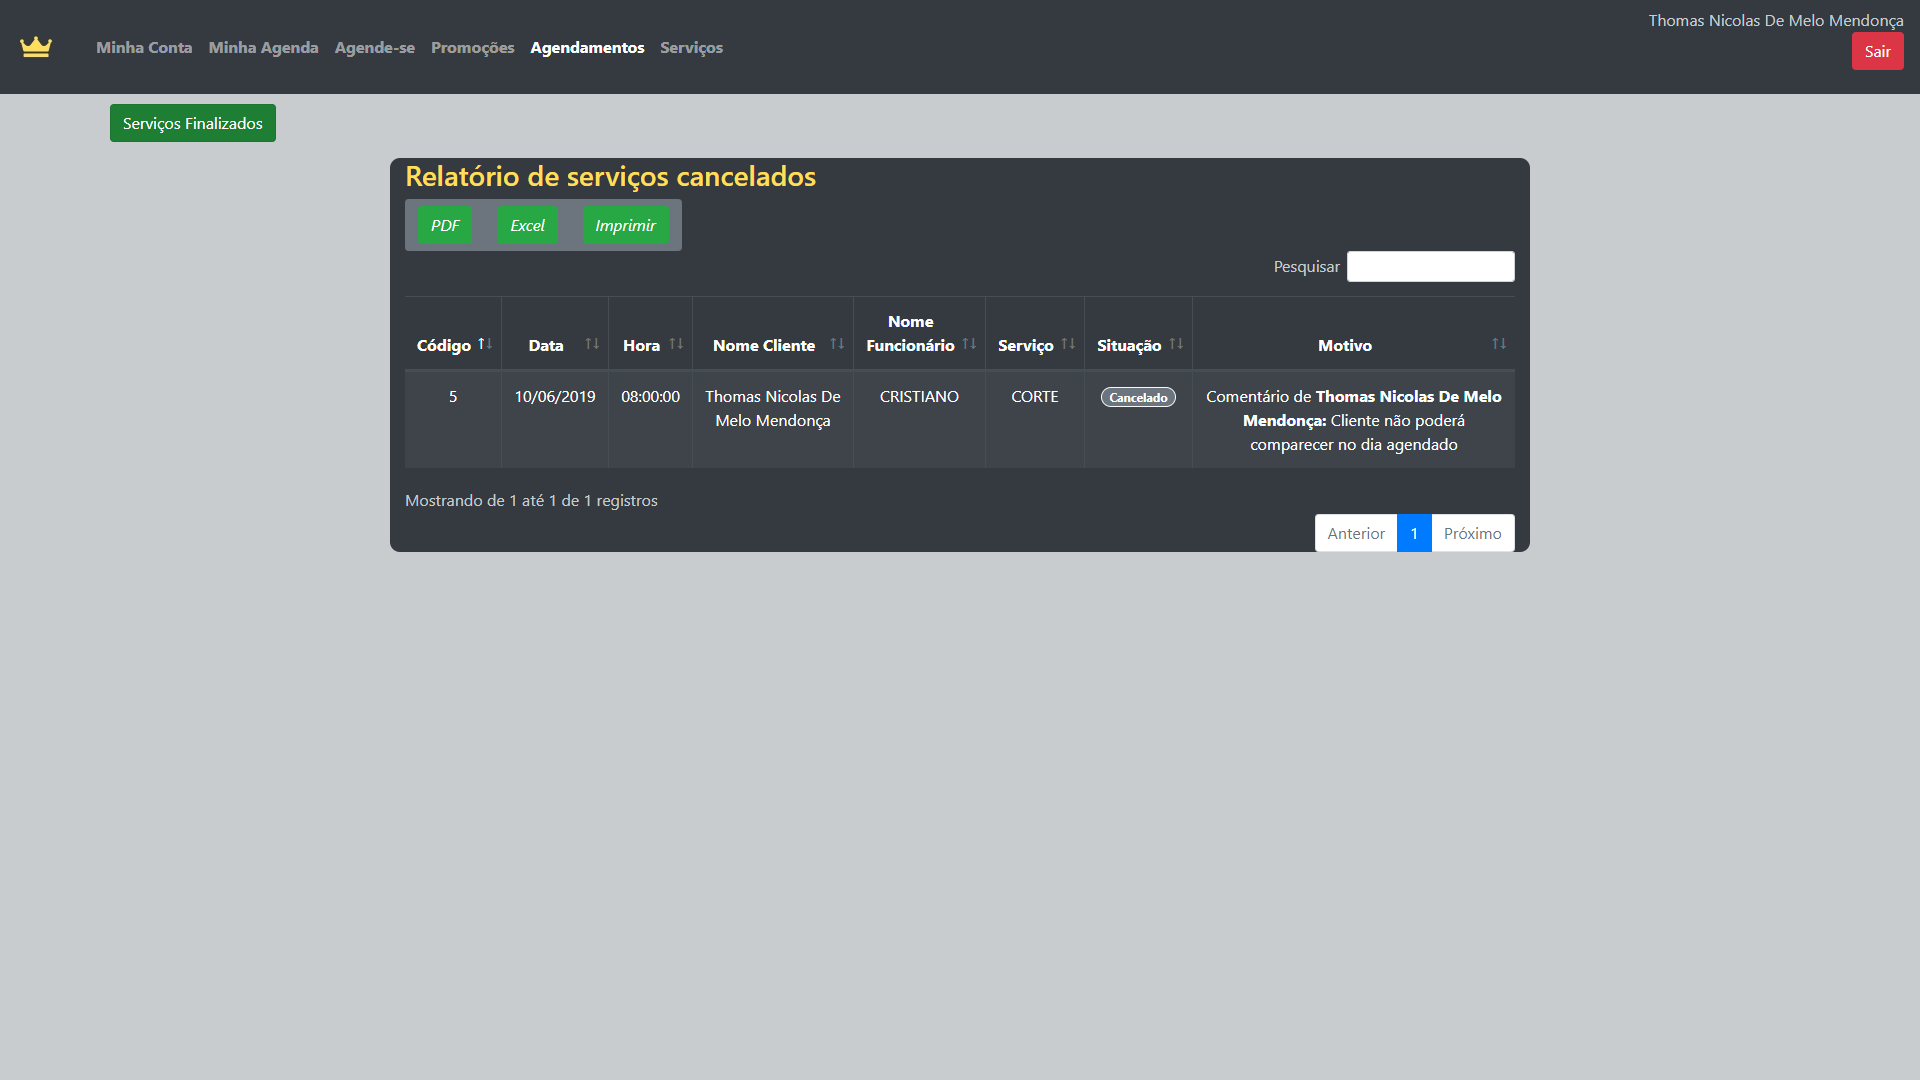 Thomas Nicolas De Melo Mendonça
Minha Conta Minha Agenda Agende-se Promoções Agendamentos Serviços
Sair
Serviços Finalizados
Relatório de serviços cancelados
PDF Excel Imprimir
Pesquisar
Código Data Hora Nome Cliente Nome Funcionário Serviço Situação Motivo
5 10/06/2019 08:00:00 Thomas Nicolas De CRISTIANO CORTE Cancelado Comentário de Thomas Nicolas De Melo
Melo Mendonça Mendonça: Cliente não poderá
comparecer no dia agendado
Mostrando de 1 até 1 de 1 registros
Anterior 1 Próximo